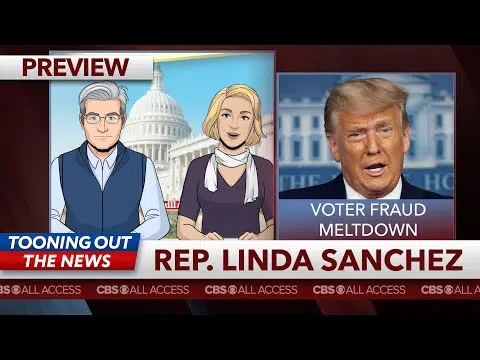 PREVIEW
VOTER FRAUD
MELTDOWN
TOONING OUT
THE NEWS
REP. LINDA SANCHEZ
CBS ALL ACCESS CBS ALL ACCESS CBS ALL ACCESS CBS ALL ACCESS CBS ALL ACCESS